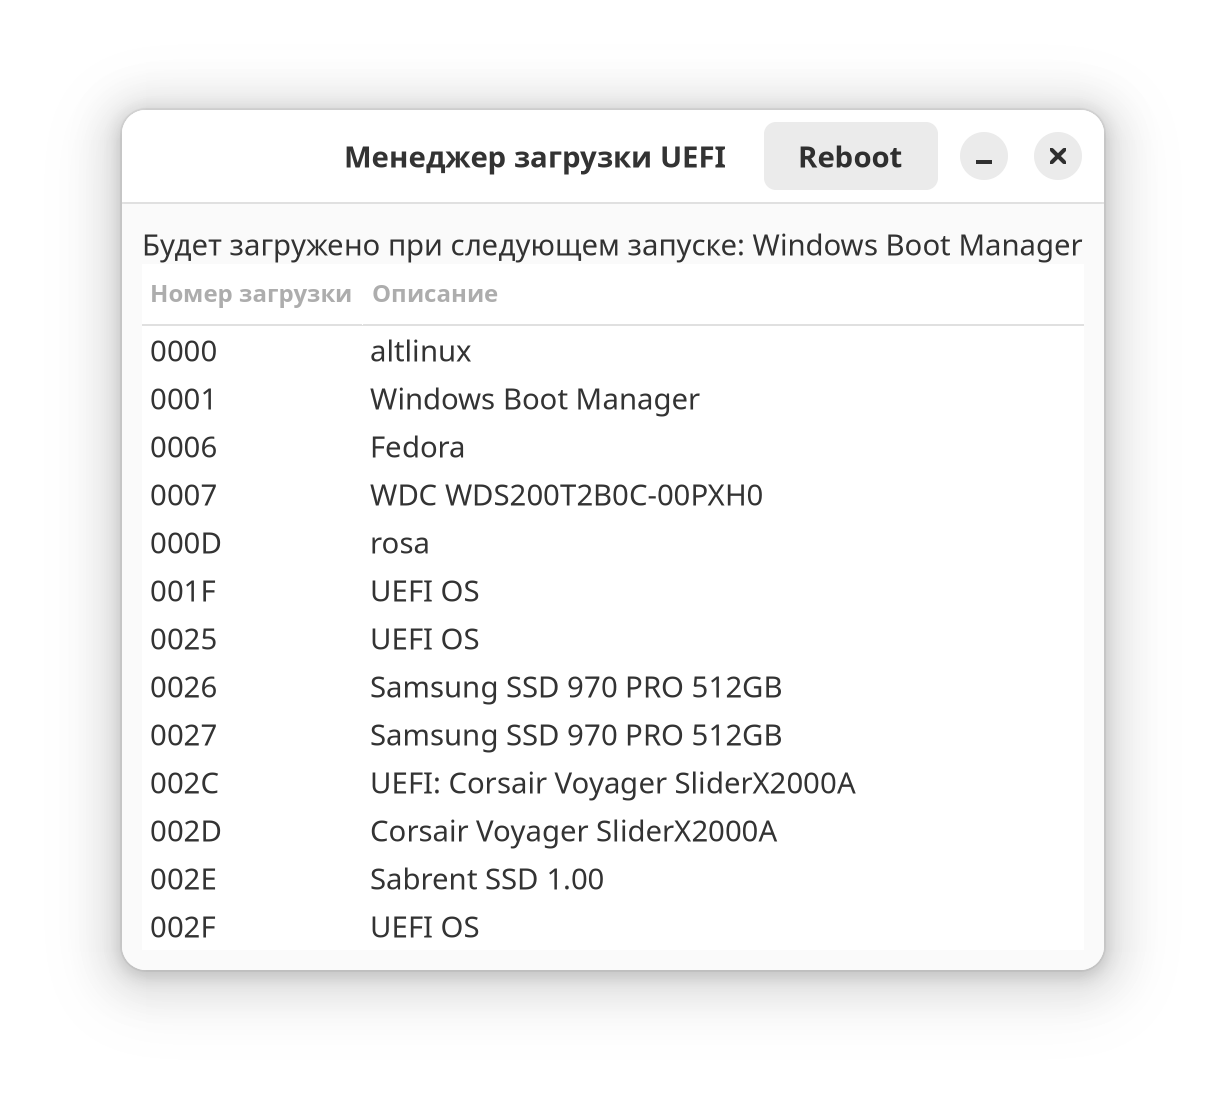 Менеджер загрузки UEFI Reboot
Будет загружено при следующем запуске: Windows Boot Manager
Номер загрузки Описание
0000 altlinux
0001 Windows Boot Manager
0006 Fedora
0007 WDC WDS200T2B0C-00PXH0
000D rosa
001F UEFI OS
0025 UEFI OS
0026 Samsung SSD 970 PRO 512GB
0027 Samsung SSD 970 PRO 512GB
002C UEFI: Corsair Voyager SliderX2000A
002D Corsair Voyager SliderX2000A
002E Sabrent SSD 1.00
002F UEFI OS